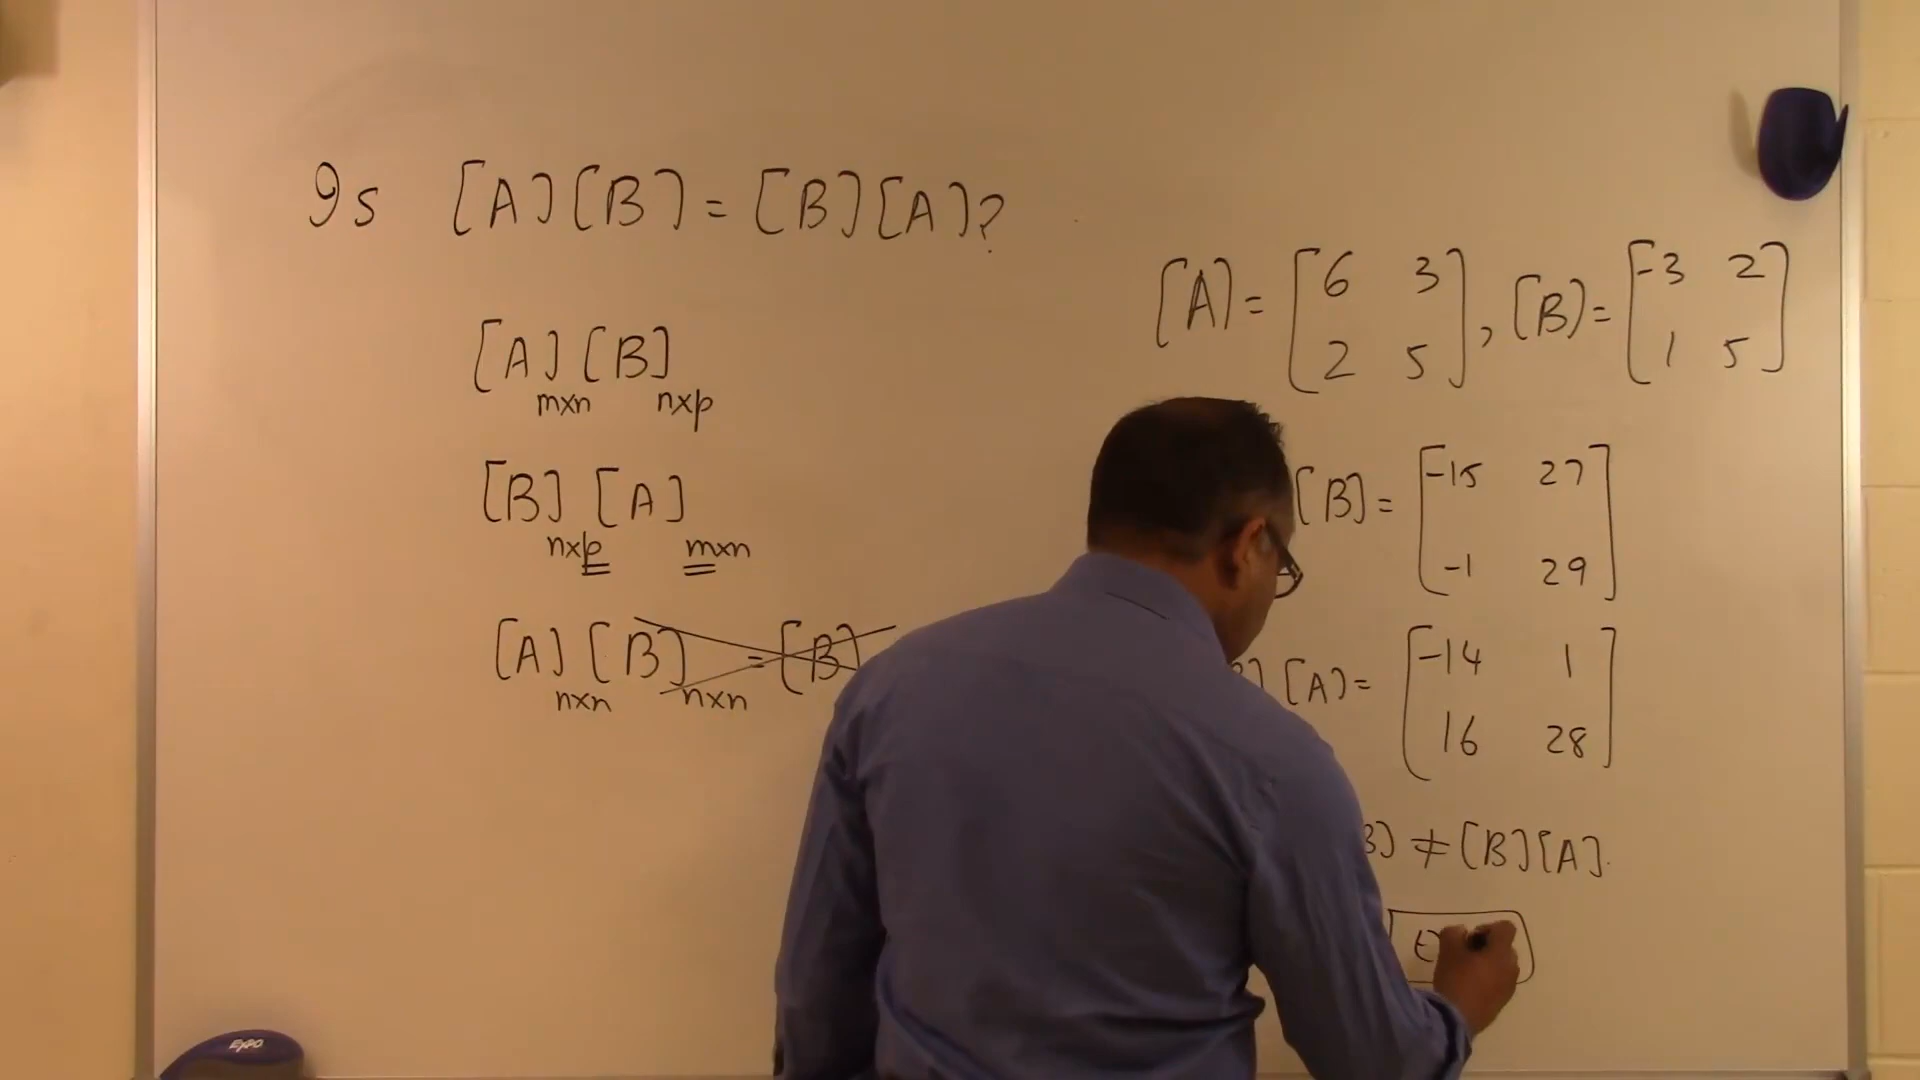 Is [A][B] = [B][A]?
[A] [B]
mxn nxp
[B] [A]
nxp mxn
[A] [B] = [B]
nxn nxn
[A] = [6 3
2 5], [B] = [-3 2
1 5]
[B] = [-15 27
-1 29]
[A] = [-14 1
16 28]
≠ [B][A].
EXPO